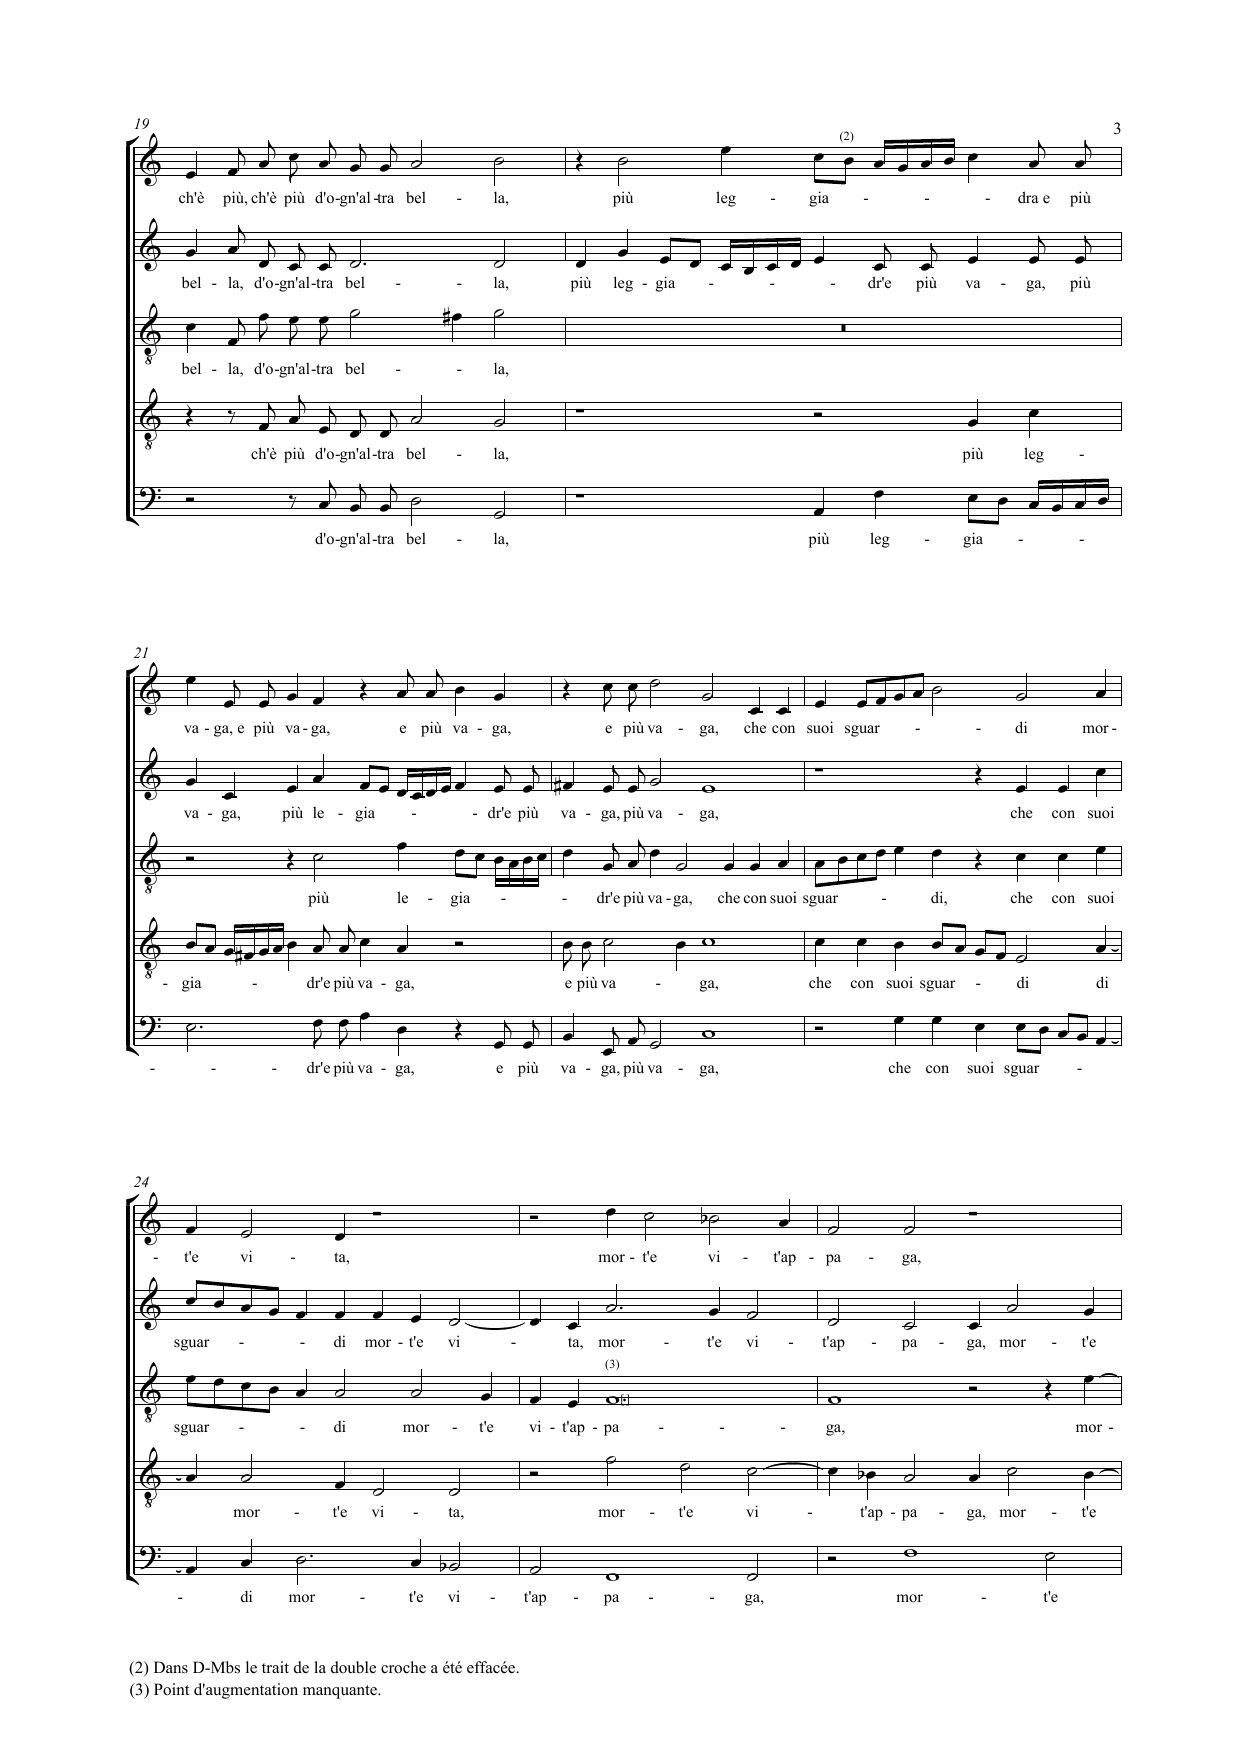 19
3
(2)
ch'è più, ch'è più d'o-gn'al-tra bel - la, più leg - gia - - - - dra e più
bel - la, d'o-gn'al-tra bel - - la, più leg - gia - - - - dr'e più va - ga, più
bel - la, d'o-gn'al-tra bel - - la,
ch'è più d'o-gn'al-tra bel - la, più leg -
d'o-gn'al-tra bel - la, più leg - gia - -
21
va - ga, e più va - ga, e più va - ga, e più va - ga, che con suoi sguar - - - di mor -
va - ga, più le - gia - - - dr'e più va - ga, più va - ga, che con suoi
più le - gia - - - dr'e più va - ga, che con suoi sguar - - di, che con suoi
- gia - - dr'e più va - ga, e più va - ga, che con suoi sguar - di di
- - - dr'e più va - ga, e più va - ga, più va - ga, che con suoi sguar - -
24
- t'e vi - ta, mor - t'e vi - t'ap - pa - ga,
sguar - - - di mor - t'e vi - ta, mor - t'e vi - t'ap - pa - ga, mor - t'e
(3)
[.]
sguar - - - di mor - t'e vi - t'ap - pa - - - ga, mor -
mor - t'e vi - ta, mor - t'e vi - t'ap - pa - ga, mor - t'e
- di mor - t'e vi - t'ap - pa - - ga, mor - t'e
(2) Dans D-Mbs le trait de la double croche a été effacée.
(3) Point d'augmentation manquante.